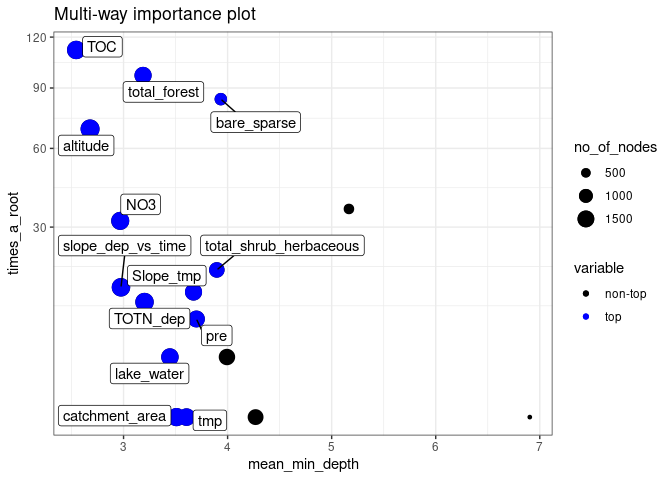 Multi-way importance plot
times_a_root
120
90
60
30
TOC
total_forest
bare_sparse
altitude
NO3
slope_dep_vs_time
total_shrub_herbaceous
Slope_tmp
TOTN_dep
pre
lake_water
catchment_area
tmp
3
4
5
6
7
mean_min_depth
no_of_nodes
500
1000
1500
variable
non-top
top